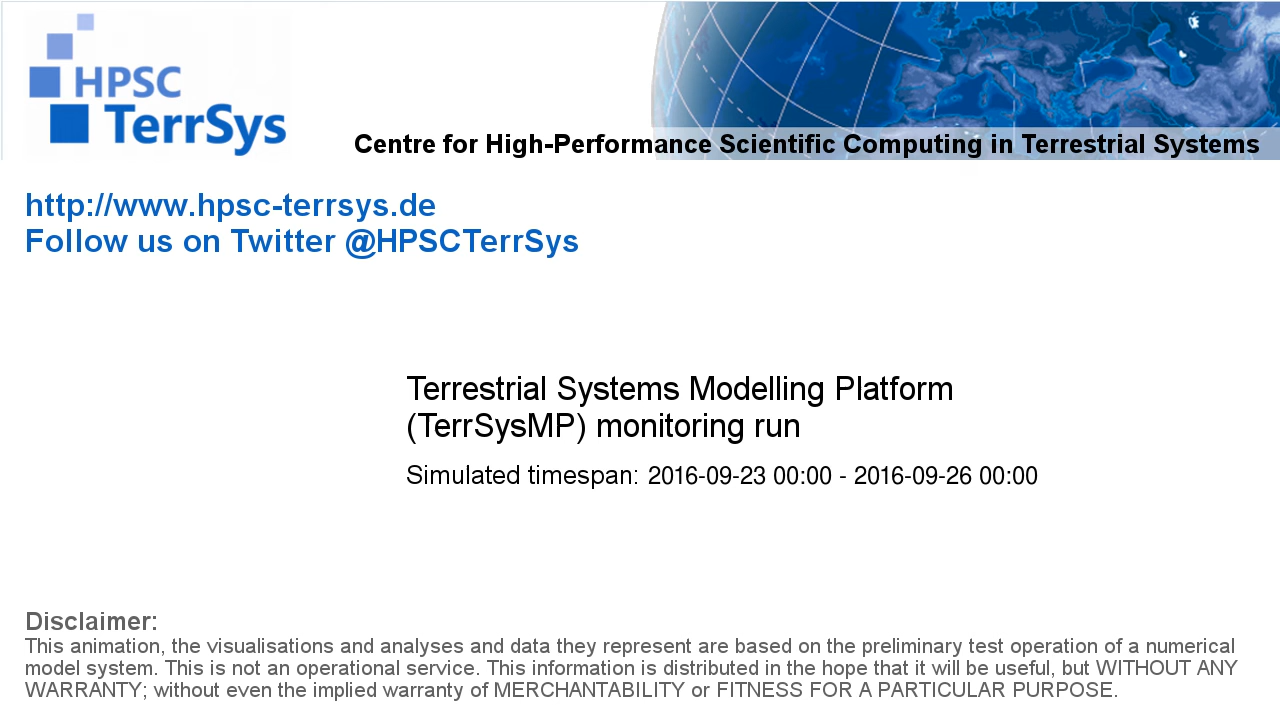 HPSC
TerrSys
Centre for High-Performance Scientific Computing in Terrestrial Systems
http://www.hpsc-terrsys.de
Follow us on Twitter @HPSCTerrSys
Terrestrial Systems Modelling Platform
(TerrSysMP) monitoring run
Simulated timespan: 2016-09-23 00:00 - 2016-09-26 00:00
Disclaimer:
This animation, the visualisations and analyses and data they represent are based on the preliminary test operation of a numerical
model system. This is not an operational service. This information is distributed in the hope that it will be useful, but WITHOUT ANY
WARRANTY; without even the implied warranty of MERCHANTABILITY or FITNESS FOR A PARTICULAR PURPOSE.